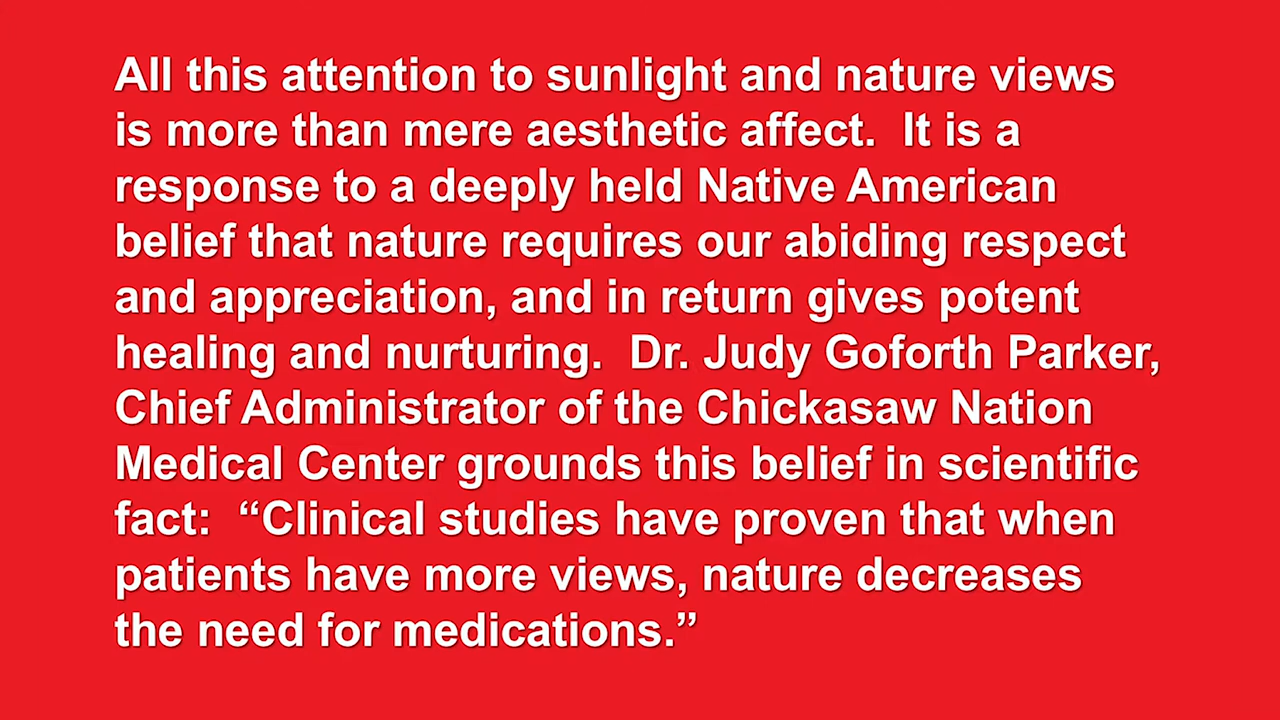 All this attention to sunlight and nature views
is more than mere aesthetic affect.  It is a
response to a deeply held Native American
belief that nature requires our abiding respect
and appreciation, and in return gives potent
healing and nurturing.  Dr. Judy Goforth Parker,
Chief Administrator of the Chickasaw Nation
Medical Center grounds this belief in scientific
fact:  “Clinical studies have proven that when
patients have more views, nature decreases
the need for medications.”